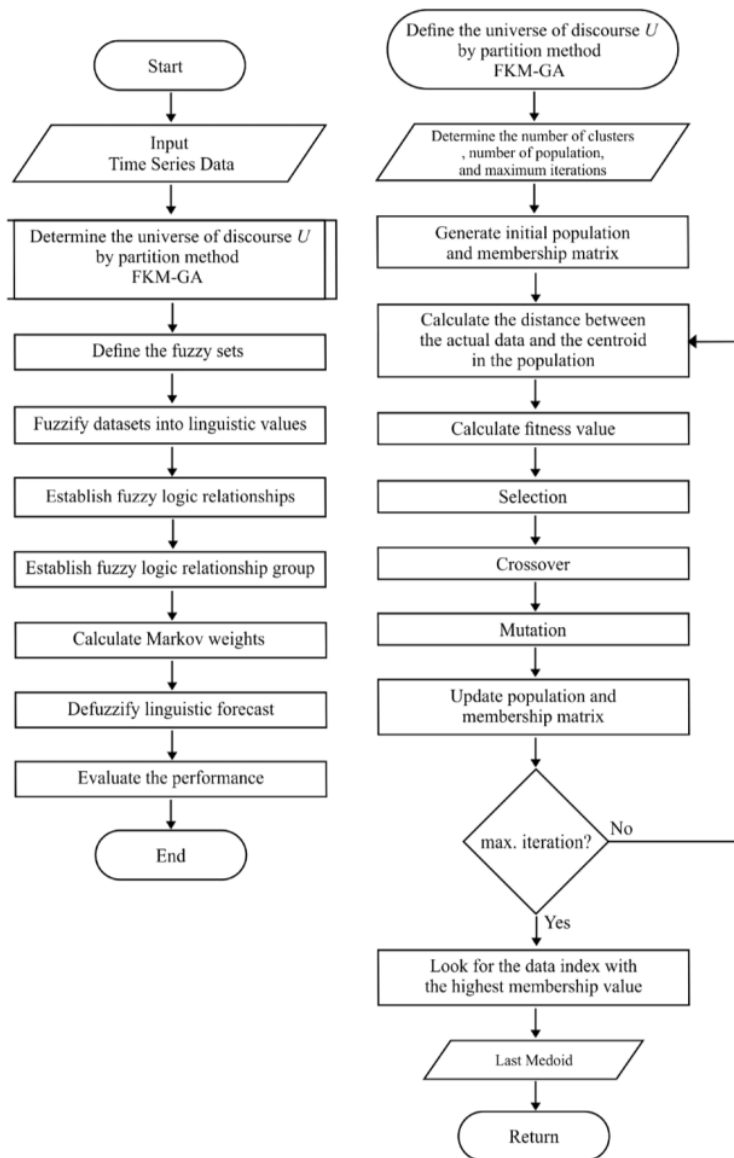 Start
Input
Time Series Data
Determine the universe of discourse U
by partition method
FKM-GA
Define the fuzzy sets
Fuzzify datasets into linguistic values
Establish fuzzy logic relationships
Establish fuzzy logic relationship group
Calculate Markov weights
Defuzzify linguistic forecast
Evaluate the performance
End
Define the universe of discourse U
by partition method
FKM-GA
Determine the number of clusters
, number of population,
and maximum iterations
Generate initial population
and membership matrix
Calculate the distance between
the actual data and the centroid
in the population
Calculate fitness value
Selection
Crossover
Mutation
Update population and
membership matrix
max. iteration?
No
Yes
Look for the data index with
the highest membership value
Last Medoid
Return